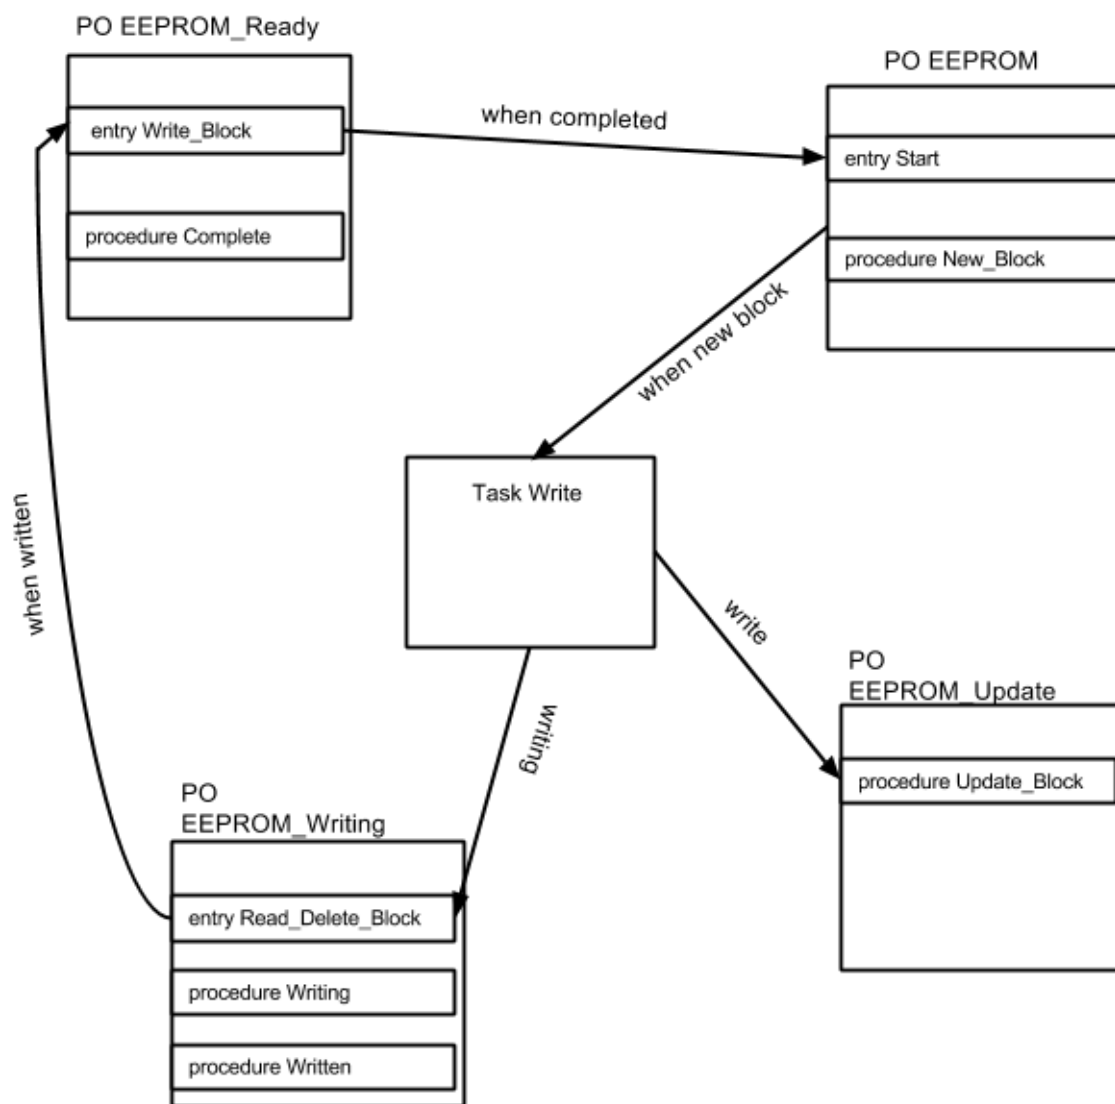 PO EEPROM_Ready
entry Write_Block
procedure Complete
when completed
PO EEPROM
entry Start
procedure New_Block
when new block
Task Write
when written
write
writing
PO
EEPROM_Update
procedure Update_Block
PO
EEPROM_Writing
entry Read_Delete_Block
procedure Writing
procedure Written